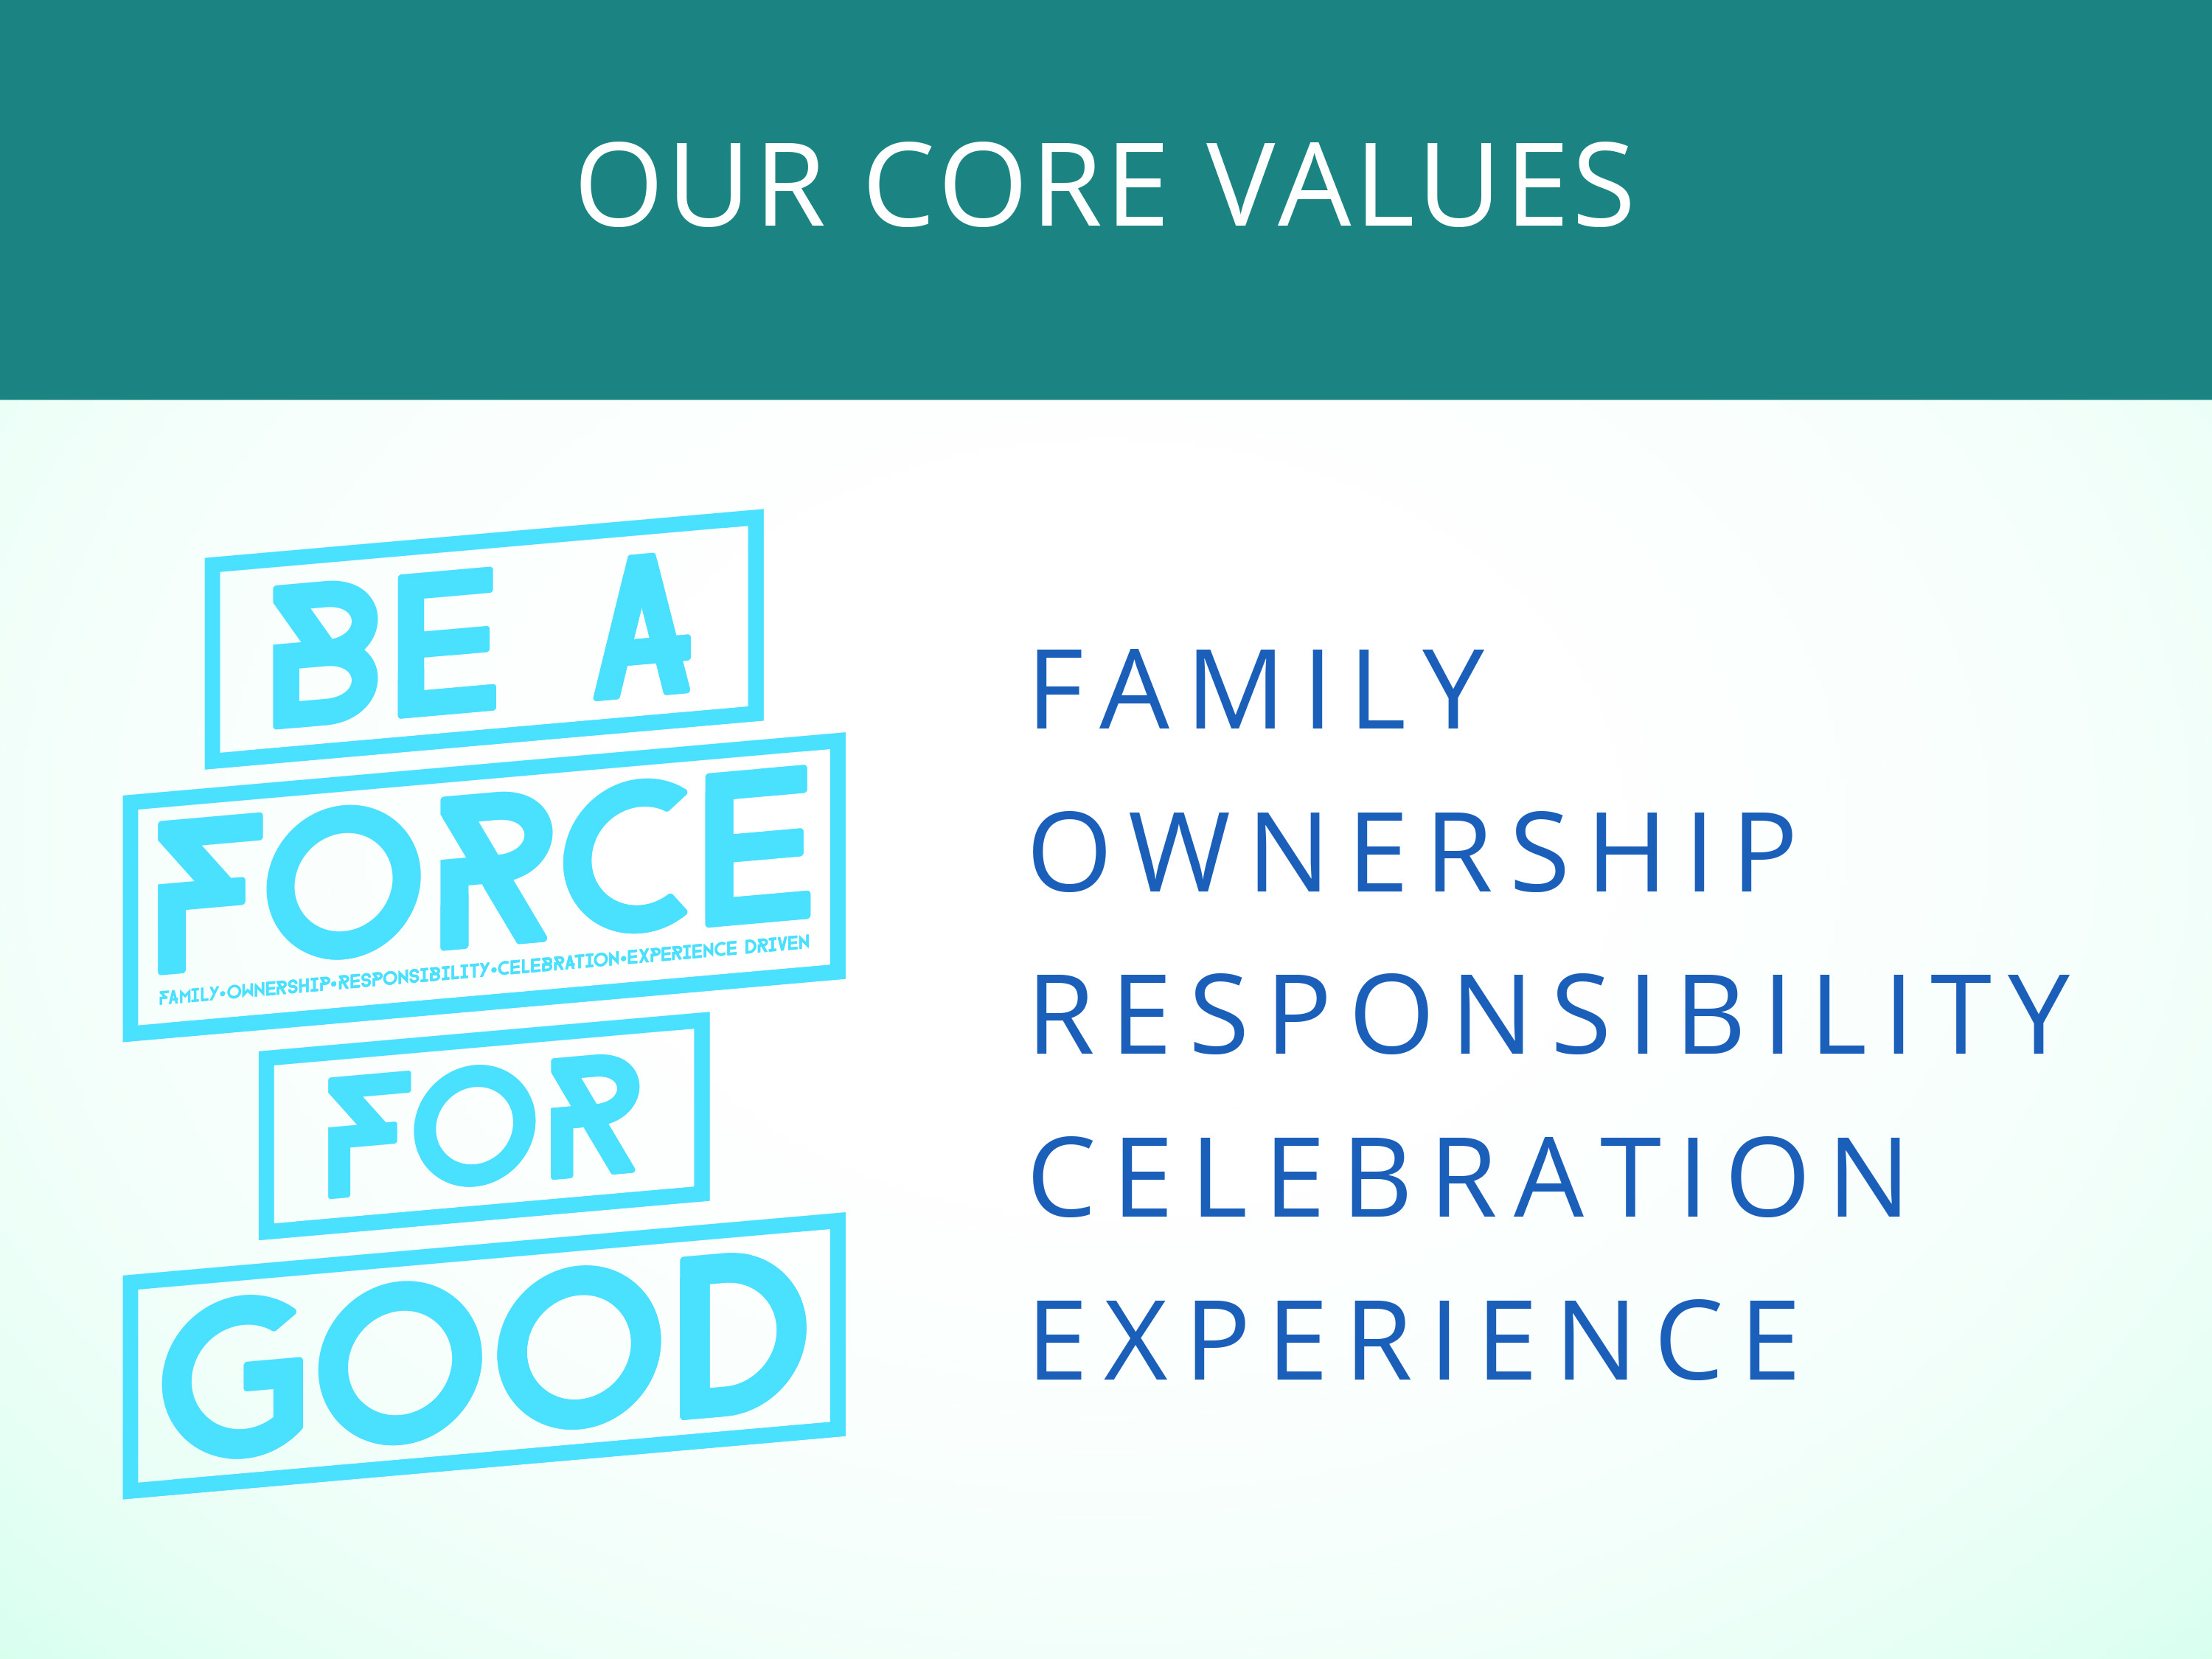 OUR CORE VALUES
BE A
FORCE
FAMILY•OWNERSHIP•RESPONSIBILITY•CELEBRATION•EXPERIENCE DRIVEN
FOR
GOOD
FAMILY
OWNERSHIP
RESPONSIBILITY
CELEBRATION
EXPERIENCE